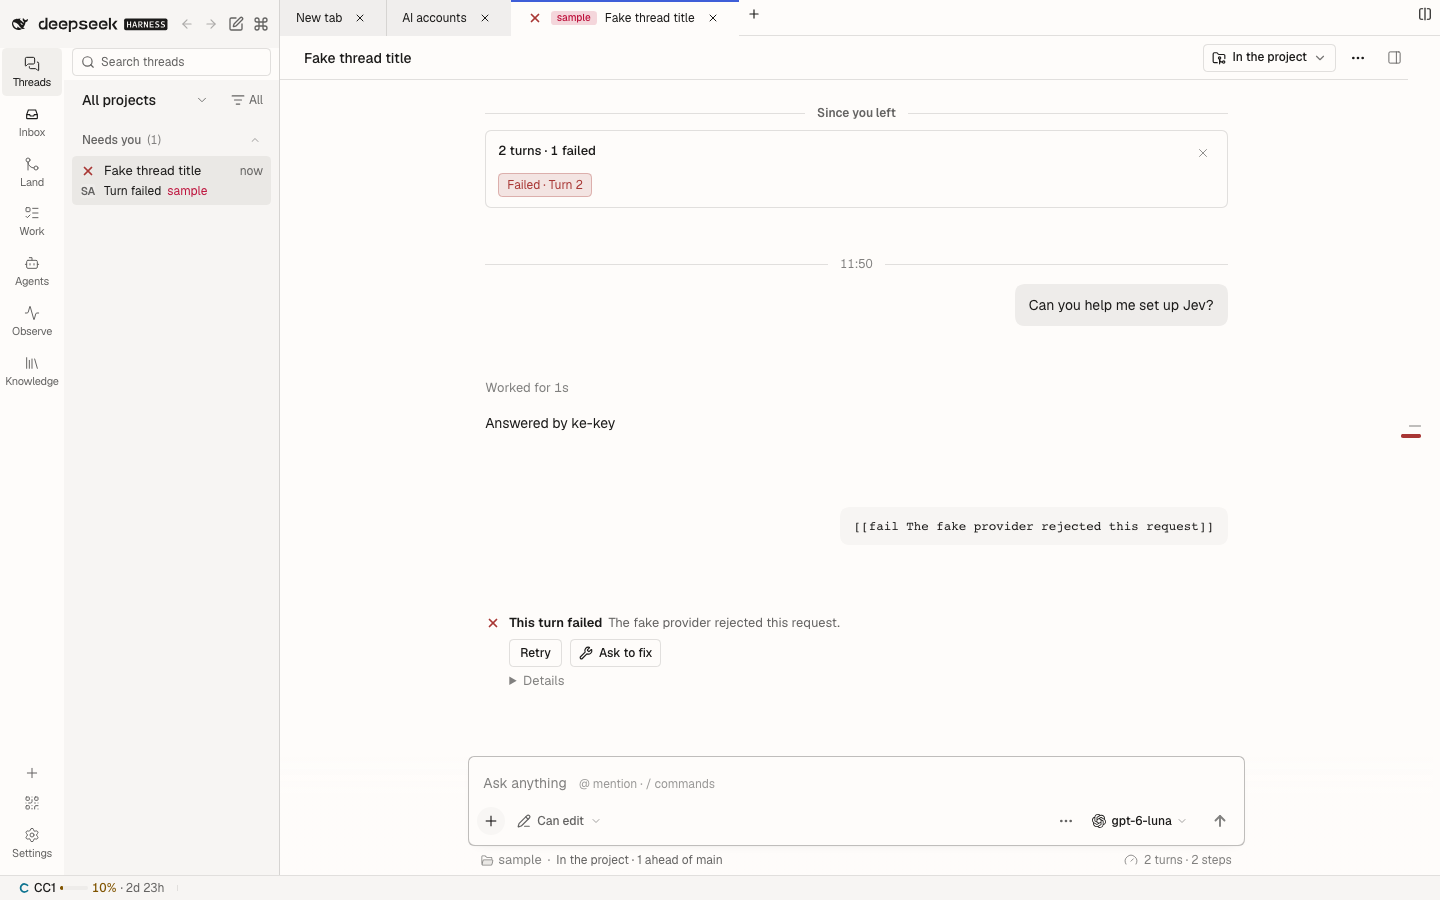 deepseek HARNESS
New tab
AI accounts
sample Fake thread title
Threads
Inbox
Land
Work
Agents
Observe
Knowledge
Settings
Search threads
All projects
All
Needs you (1)
Fake thread title now
SA Turn failed sample
Fake thread title
In the project
Since you left
2 turns · 1 failed
Failed · Turn 2
11:50
Can you help me set up Jev?
Worked for 1s
Answered by ke-key
[[fail The fake provider rejected this request]]
This turn failed The fake provider rejected this request.
Retry
Ask to fix
Details
Ask anything @ mention · / commands
Can edit
gpt-6-luna
sample · In the project · 1 ahead of main
2 turns · 2 steps
C CC1 10% · 2d 23h